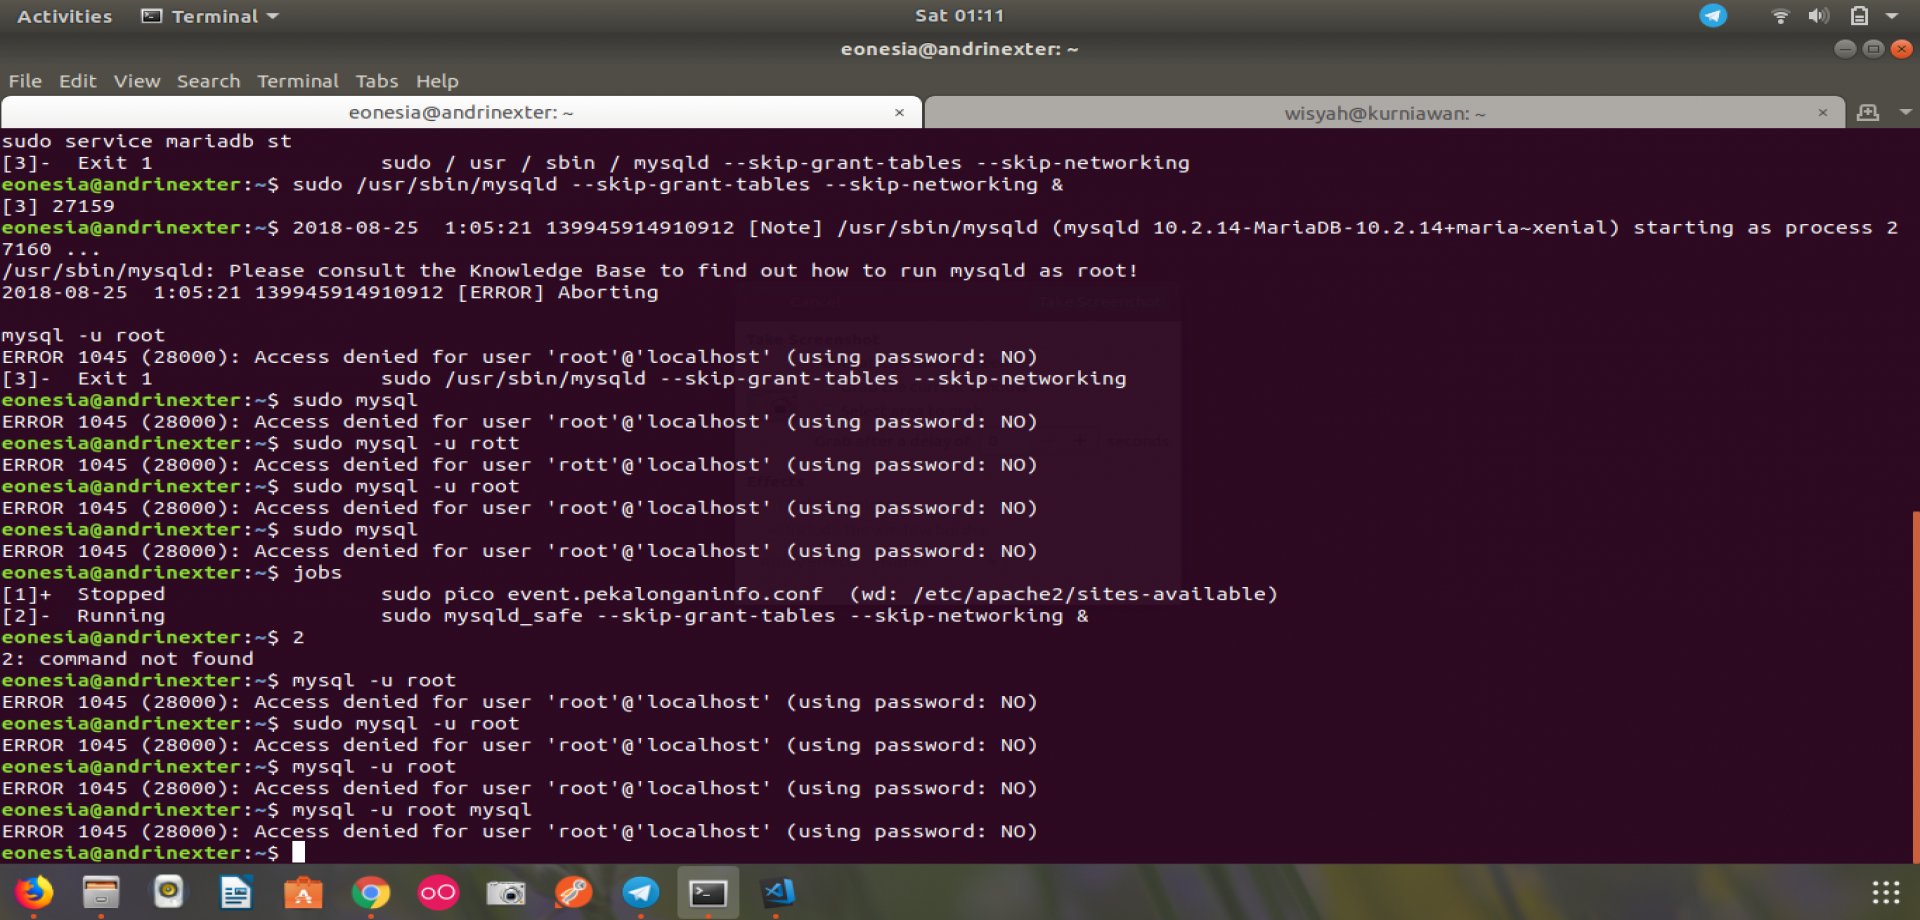 Activities Terminal Sat 01:11
eonesia@andrinexter: ~
File Edit View Search Terminal Tabs Help
eonesia@andrinexter: ~ × wisyah@kurniawan: ~ ×
sudo service mariadb st
[3]-  Exit 1                  sudo / usr / sbin / mysqld --skip-grant-tables --skip-networking
eonesia@andrinexter:~$ sudo /usr/sbin/mysqld --skip-grant-tables --skip-networking &
[3] 27159
eonesia@andrinexter:~$ 2018-08-25  1:05:21 139945914910912 [Note] /usr/sbin/mysqld (mysqld 10.2.14-MariaDB-10.2.14+maria~xenial) starting as process 2
7160 ...
/usr/sbin/mysqld: Please consult the Knowledge Base to find out how to run mysqld as root!
2018-08-25  1:05:21 139945914910912 [ERROR] Aborting
mysql -u root
ERROR 1045 (28000): Access denied for user 'root'@'localhost' (using password: NO)
[3]-  Exit 1                  sudo /usr/sbin/mysqld --skip-grant-tables --skip-networking
eonesia@andrinexter:~$ sudo mysql
ERROR 1045 (28000): Access denied for user 'root'@'localhost' (using password: NO)
eonesia@andrinexter:~$ sudo mysql -u rott
ERROR 1045 (28000): Access denied for user 'rott'@'localhost' (using password: NO)
eonesia@andrinexter:~$ sudo mysql -u root
ERROR 1045 (28000): Access denied for user 'root'@'localhost' (using password: NO)
eonesia@andrinexter:~$ sudo mysql
ERROR 1045 (28000): Access denied for user 'root'@'localhost' (using password: NO)
eonesia@andrinexter:~$ jobs
[1]+  Stopped                 sudo pico event.pekalonganinfo.conf  (wd: /etc/apache2/sites-available)
[2]-  Running                 sudo mysqld_safe --skip-grant-tables --skip-networking &
eonesia@andrinexter:~$ 2
2: command not found
eonesia@andrinexter:~$ mysql -u root
ERROR 1045 (28000): Access denied for user 'root'@'localhost' (using password: NO)
eonesia@andrinexter:~$ sudo mysql -u root
ERROR 1045 (28000): Access denied for user 'root'@'localhost' (using password: NO)
eonesia@andrinexter:~$ mysql -u root
ERROR 1045 (28000): Access denied for user 'root'@'localhost' (using password: NO)
eonesia@andrinexter:~$ mysql -u root mysql
ERROR 1045 (28000): Access denied for user 'root'@'localhost' (using password: NO)
eonesia@andrinexter:~$